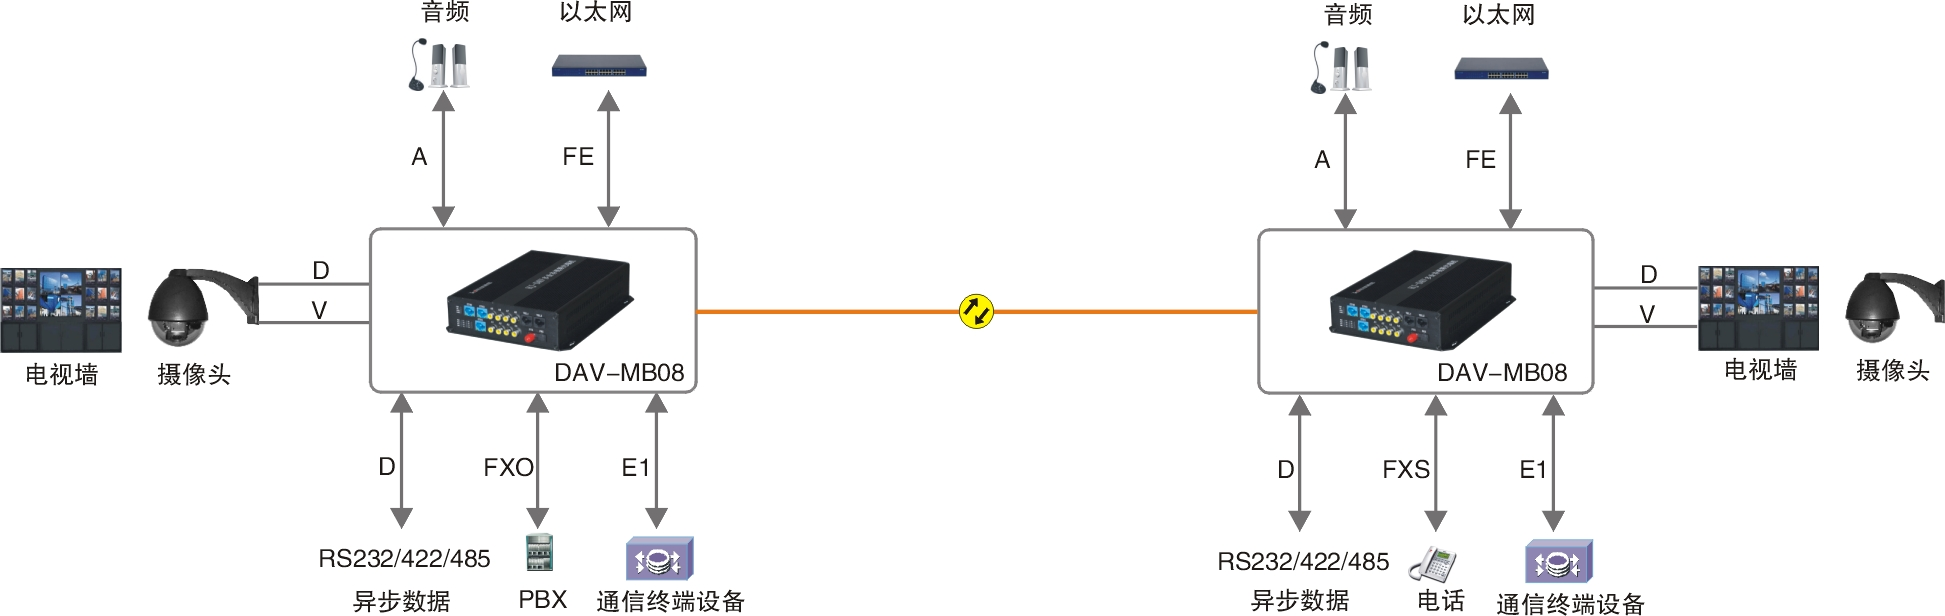 音频
以太网
音频
以太网
A
FE
A
FE
D
V
D
V
电视墙
摄像头
DAV-MB08
DAV-MB08
电视墙
摄像头
D
FXO
E1
D
FXS
E1
RS232/422/485
异步数据
PBX
通信终端设备
RS232/422/485
异步数据
电话
通信终端设备